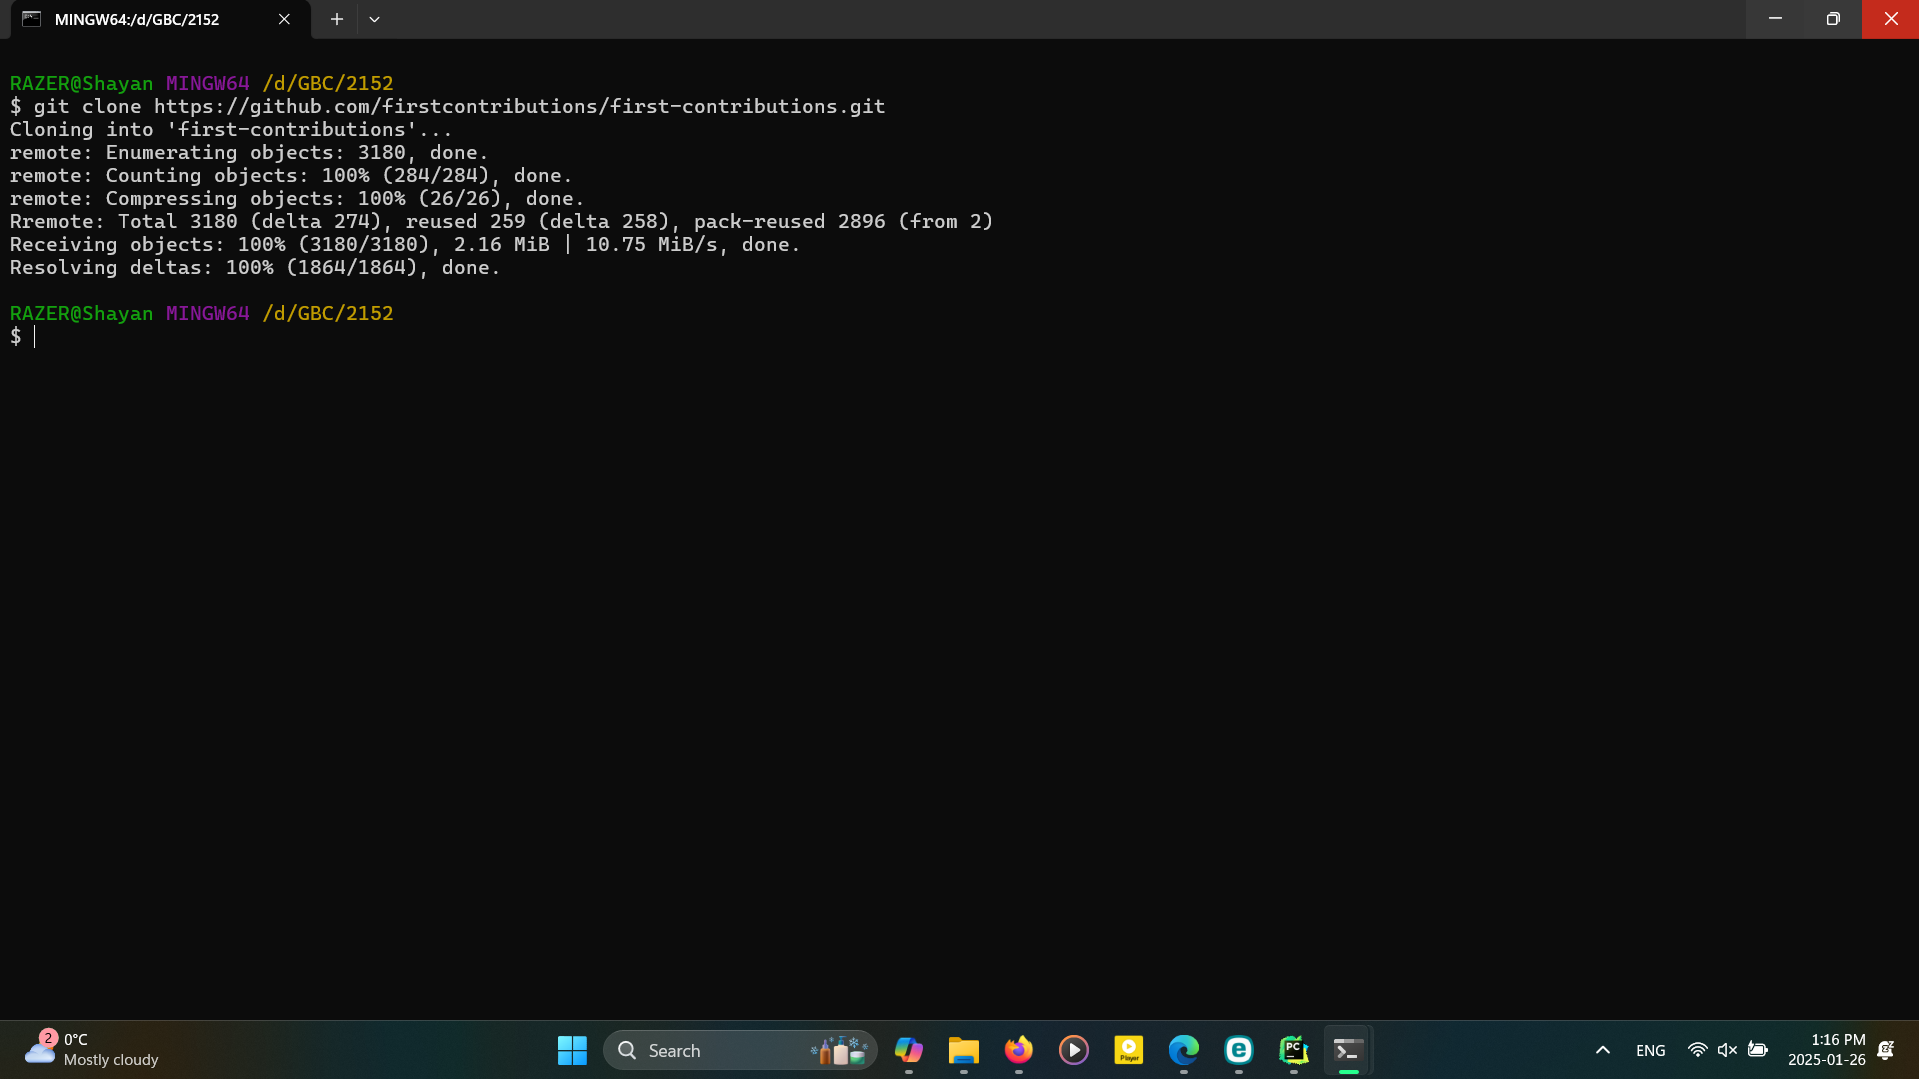 MINGW64:/d/GBC/2152
RAZER@Shayan MINGW64 /d/GBC/2152
$ git clone https://github.com/firstcontributions/first-contributions.git
Cloning into 'first-contributions'...
remote: Enumerating objects: 3180, done.
remote: Counting objects: 100% (284/284), done.
remote: Compressing objects: 100% (26/26), done.
Rremote: Total 3180 (delta 274), reused 259 (delta 258), pack-reused 2896 (from 2)
Receiving objects: 100% (3180/3180), 2.16 MiB | 10.75 MiB/s, done.
Resolving deltas: 100% (1864/1864), done.
RAZER@Shayan MINGW64 /d/GBC/2152
$
2
0°C
Mostly cloudy
Search
Player
PC
ENG
1:16 PM
2025-01-26